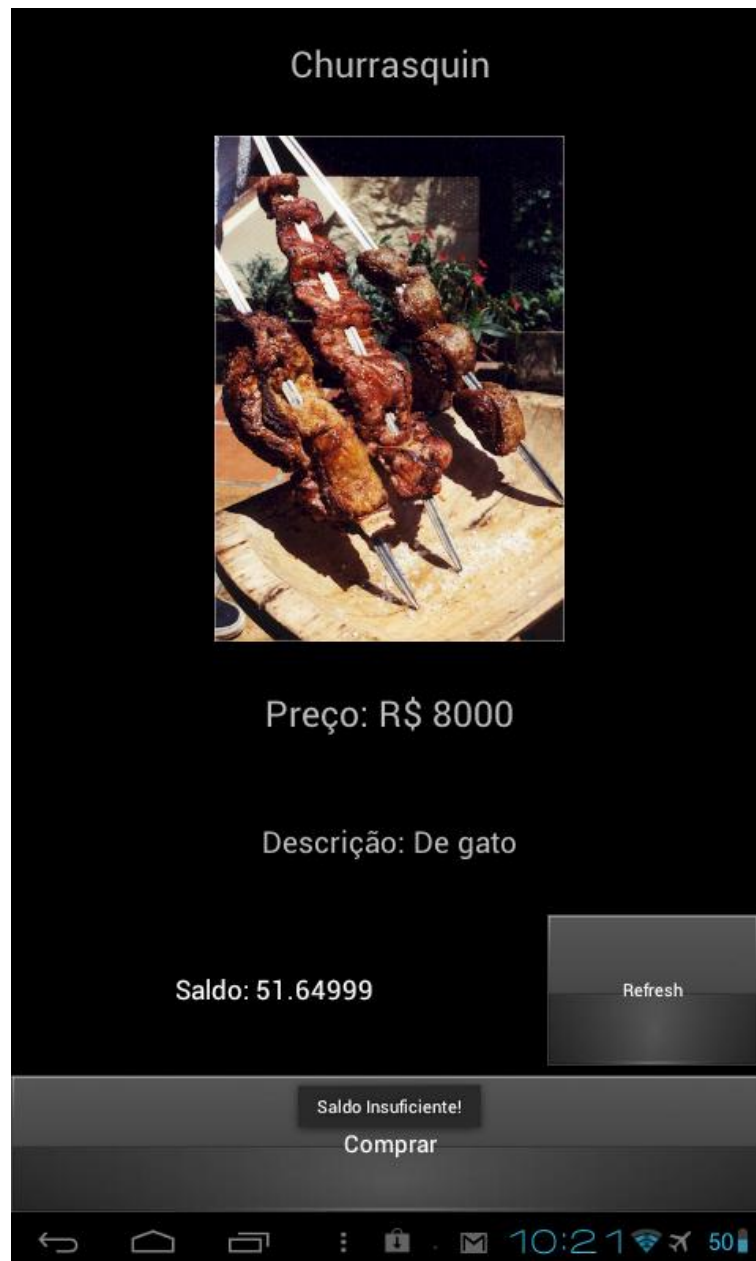 Churrasquin
Preço: R$ 8000
Descrição: De gato
Saldo: 51.64999
Refresh
Saldo Insuficiente!
Comprar
10:21
50